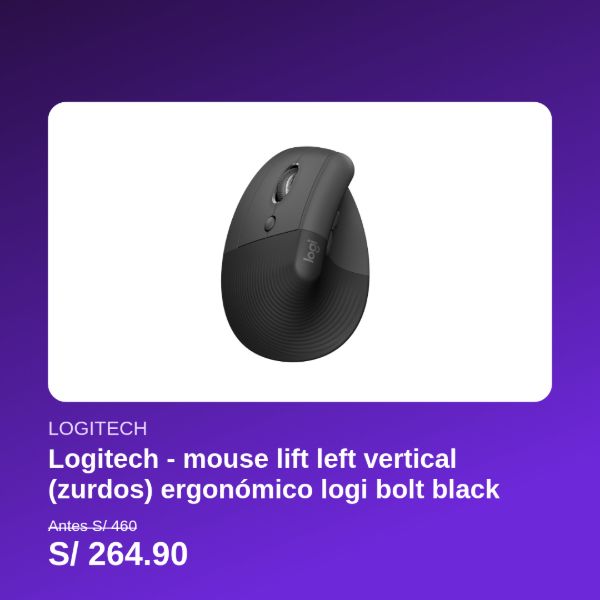 logi
LOGITECH
Logitech - mouse lift left vertical
(zurdos) ergonómico logi bolt black
Antes S/ 460
S/ 264.90